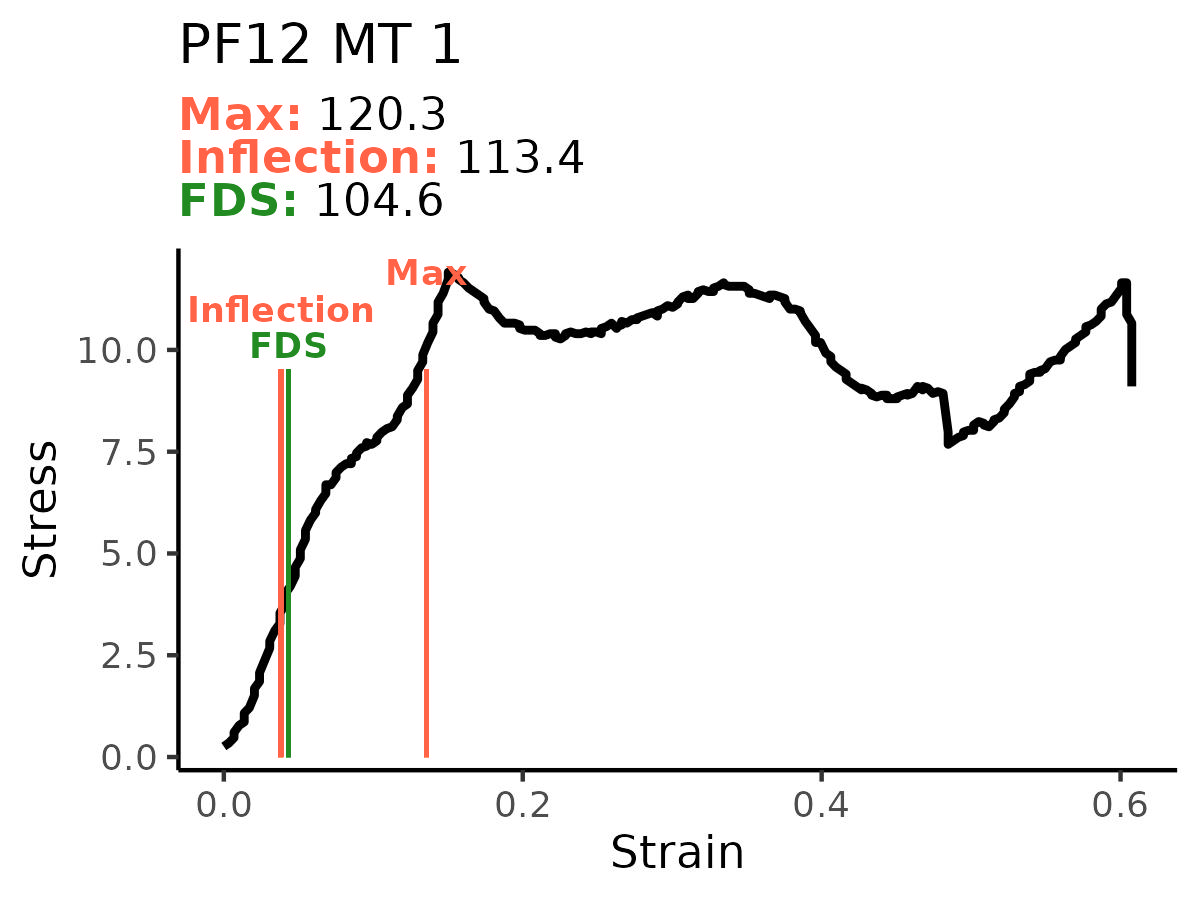 PF12 MT 1
Max: 120.3
Inflection: 113.4
FDS: 104.6
Max
Inflection
FDS
10.0
7.5
5.0
2.5
0.0
Stress
0.0 0.2 0.4 0.6
Strain